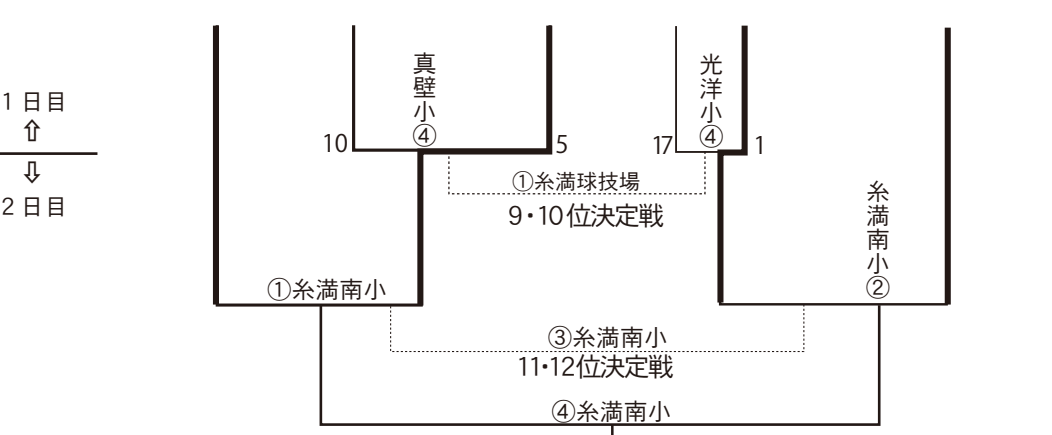 1日目
⇧
⇩
2日目
真壁小④
光洋小④
10
5
17
1
①糸満球技場
9・10位決定戦
糸満南小②
①糸満南小
③糸満南小
11・12位決定戦
④糸満南小